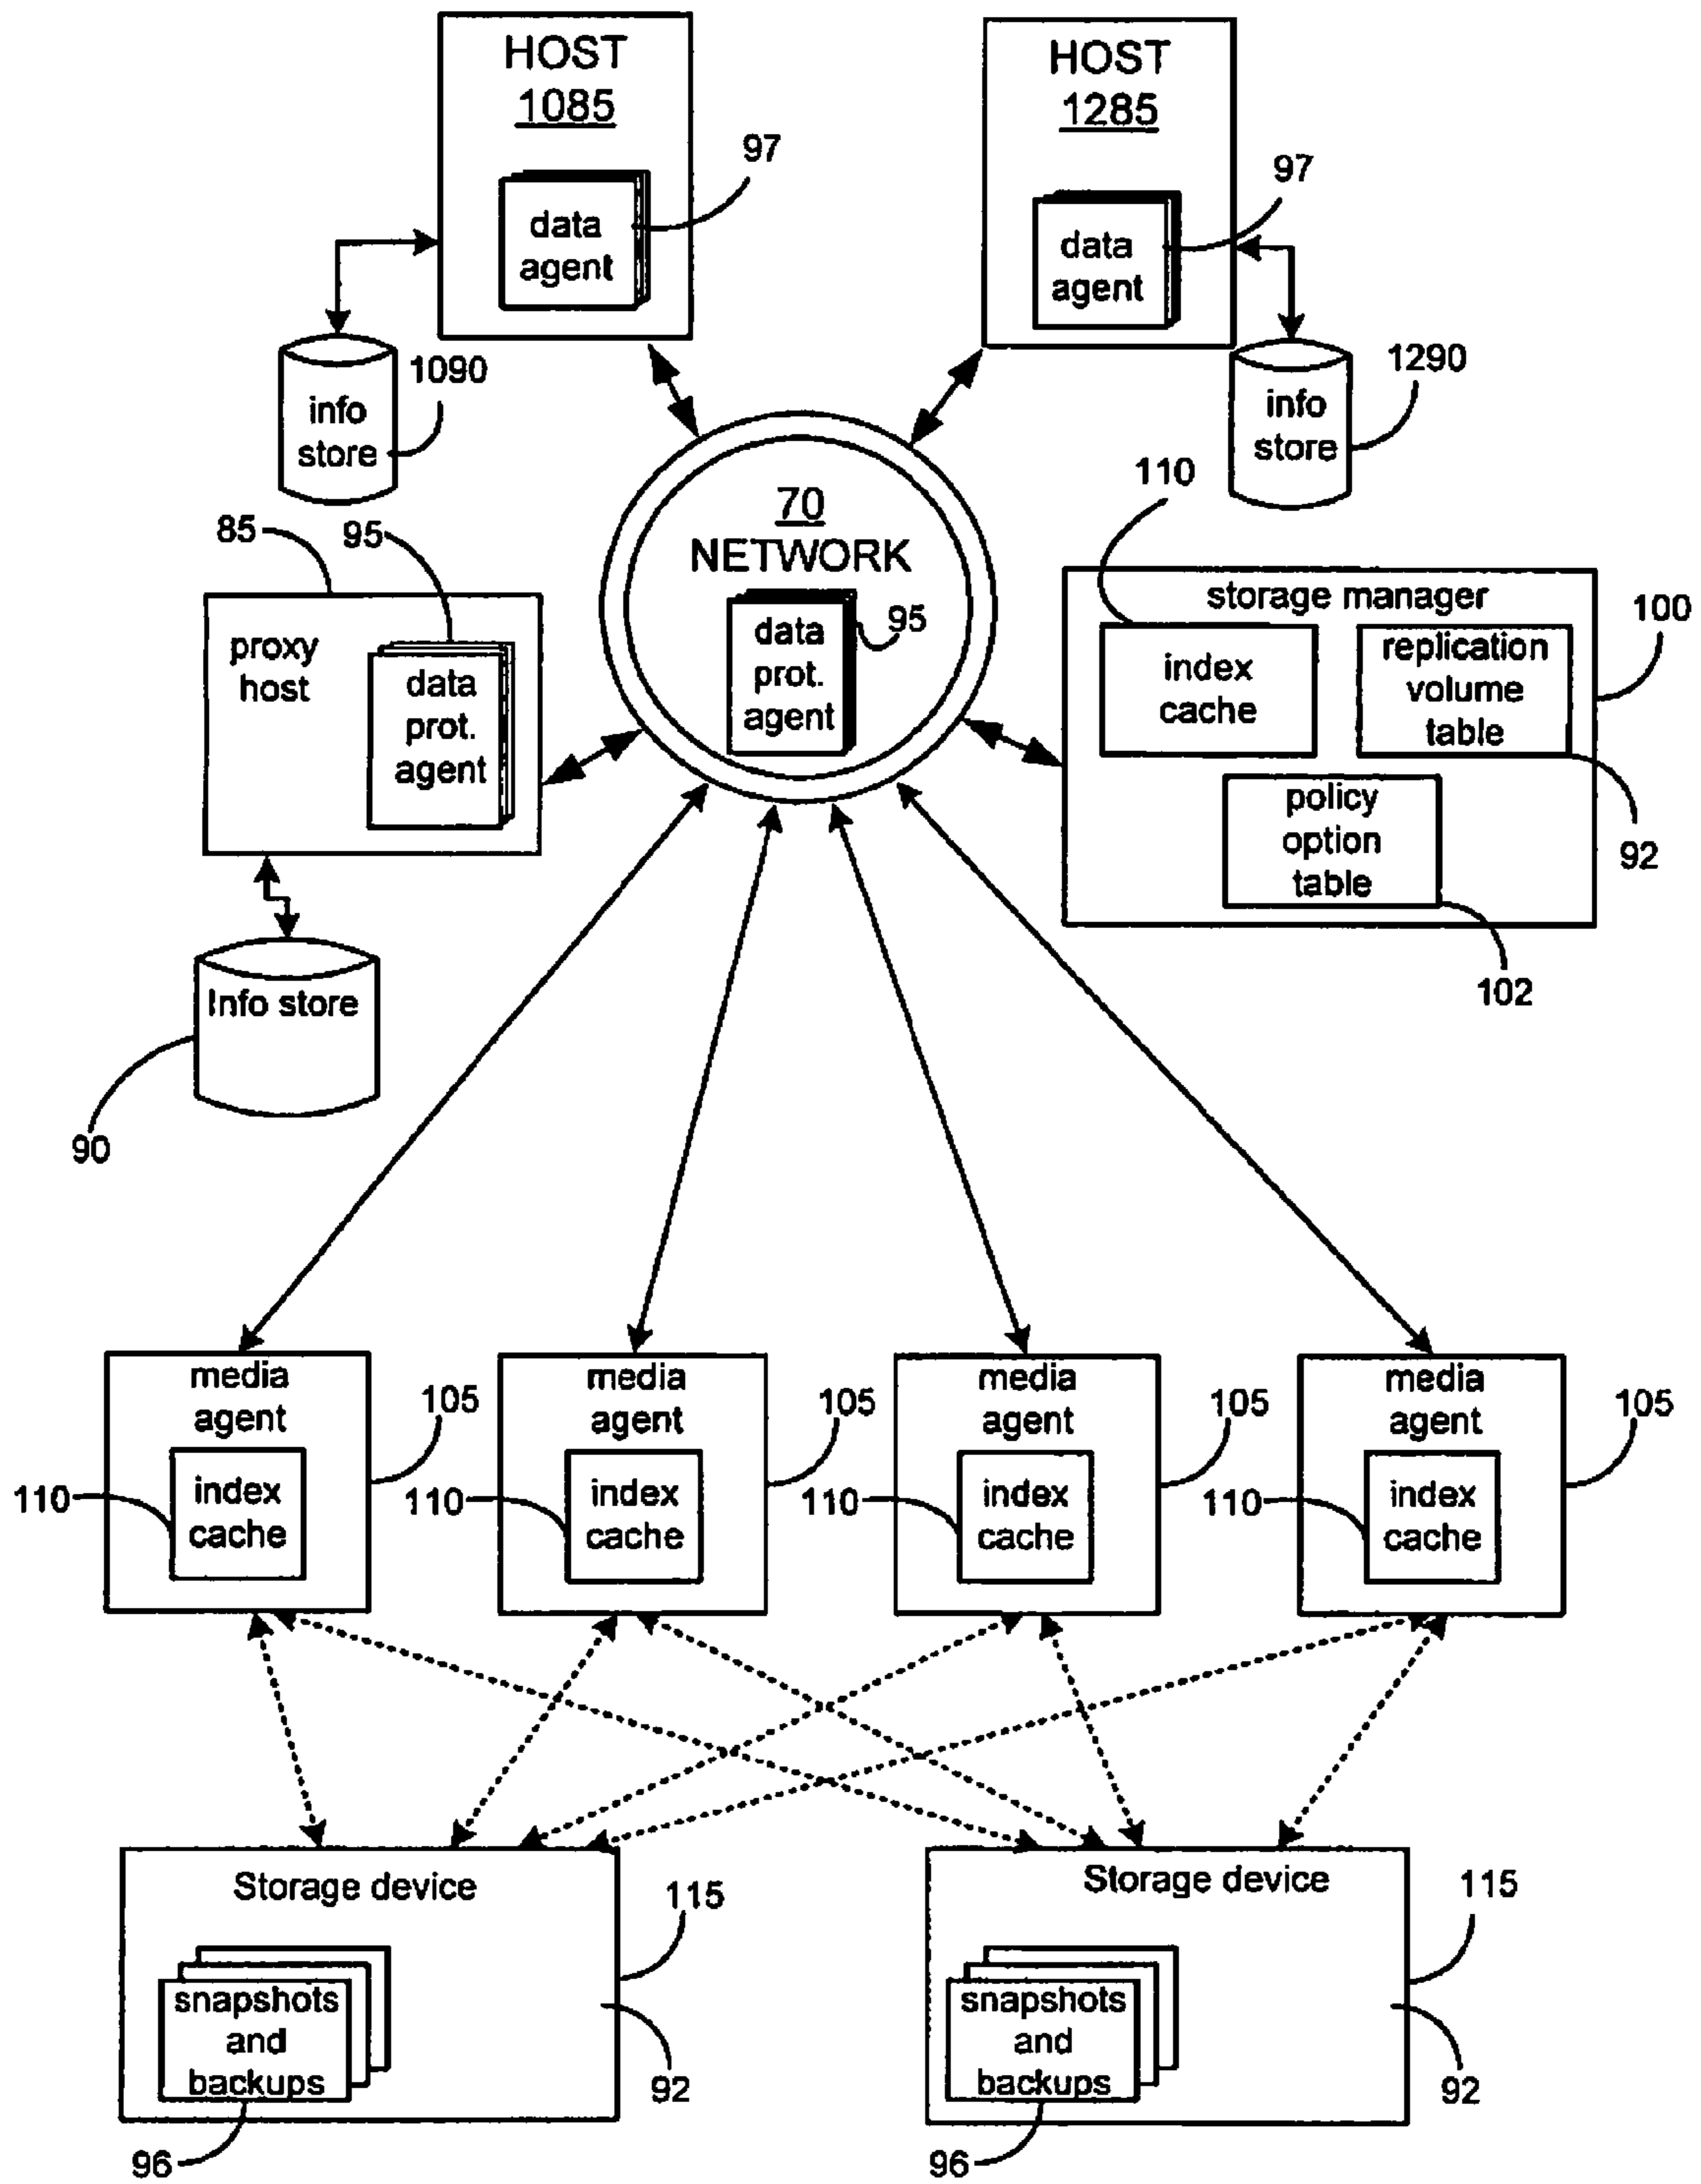 HOST
1085
data
agent
97
HOST
1285
data
agent
97
info
store
1090
info
store
1290
70
NETWORK
data
prot.
agent
95
85
95
proxy
host
data
prot.
agent
Info store
90
110
storage manager
100
index
cache
replication
volume
table
policy
option
table
92
102
media
agent
105
index
cache
110
media
agent
105
index
cache
110
media
agent
105
index
cache
110
media
agent
105
index
cache
110
Storage device
115
snapshots
and
backups
92
96
Storage device
115
snapshots
and
backups
92
96